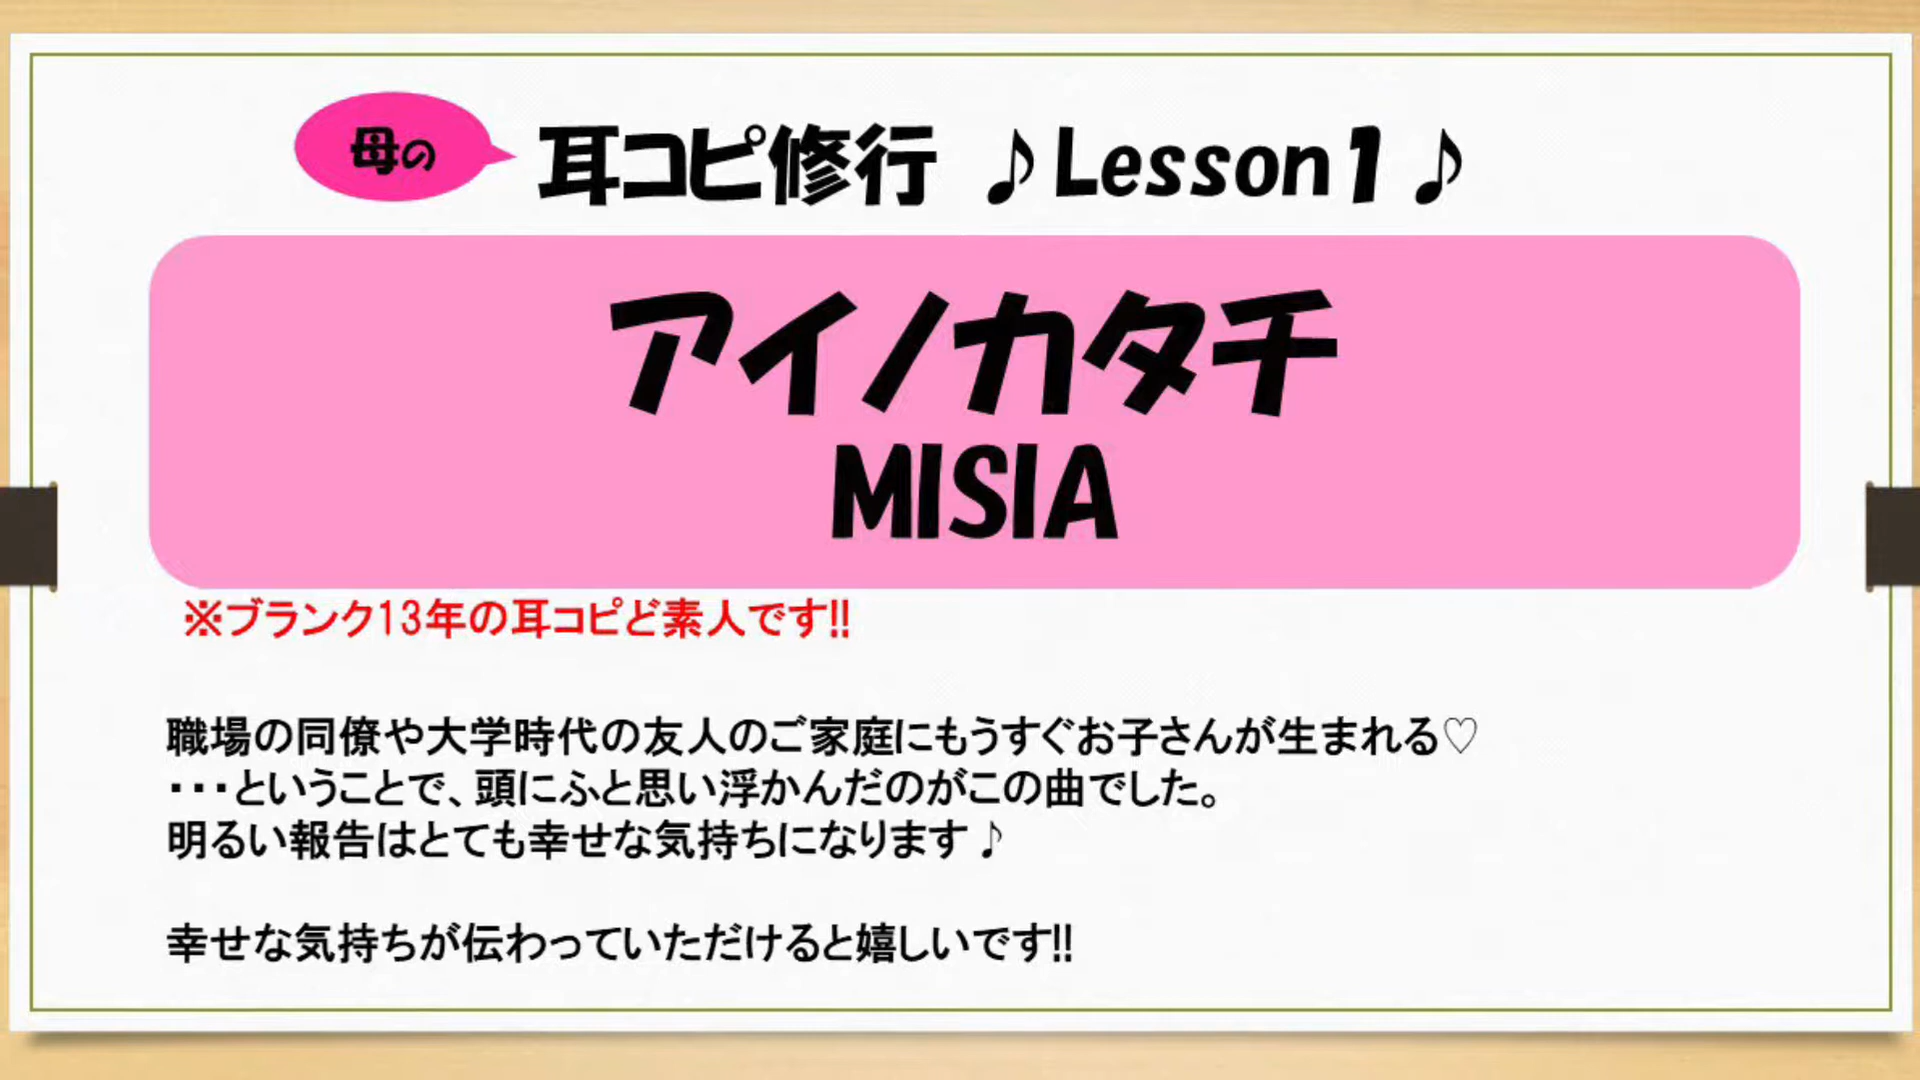 母の
耳コピ修行 ♪Lesson1♪
アイノカタチ
MISIA
※ブランク13年の耳コピど素人です!!
職場の同僚や大学時代の友人のご家庭にもうすぐお子さんが生まれる♡
・・・ということで、頭にふと思い浮かんだのがこの曲でした。
明るい報告はとても幸せな気持ちになります♪
幸せな気持ちが伝わっていただけると嬉しいです!!